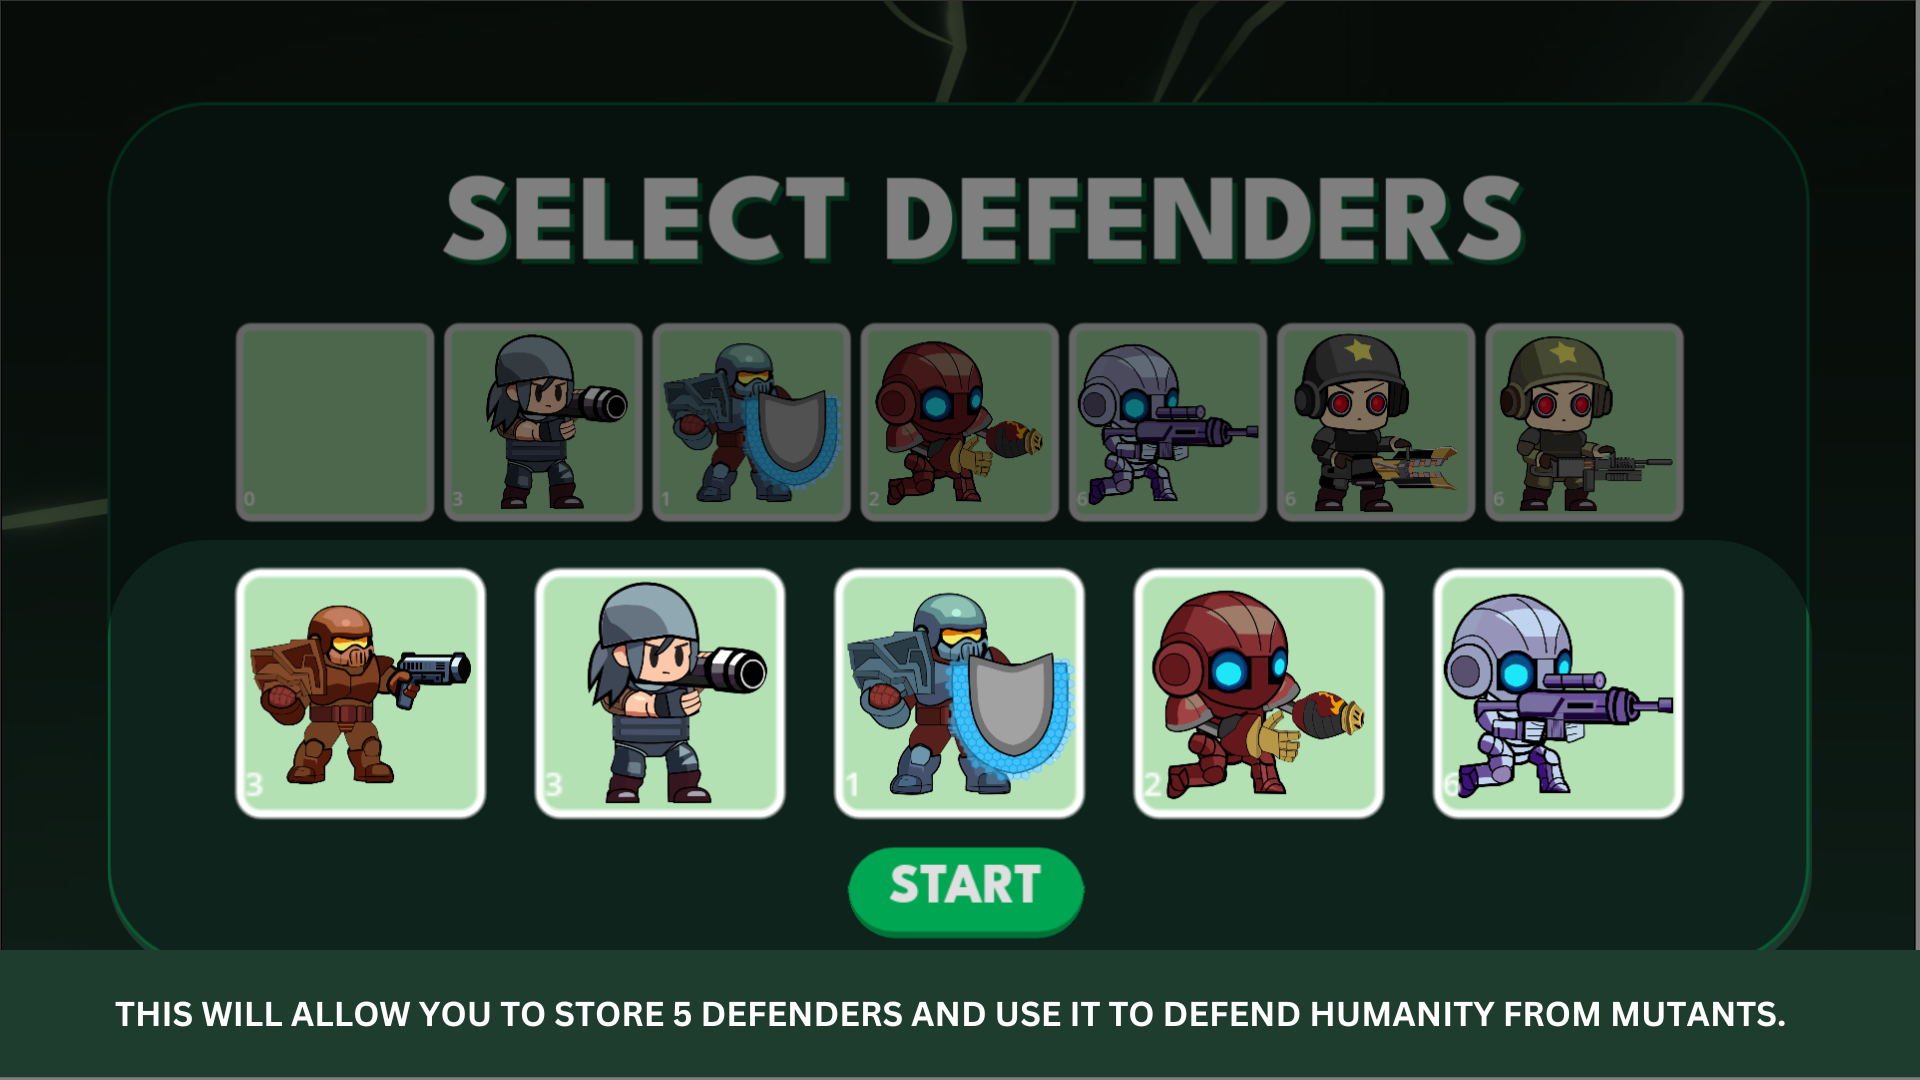 SELECT DEFENDERS
0 3 1 2 6 6 6
3 3 1 2 6
START
THIS WILL ALLOW YOU TO STORE 5 DEFENDERS AND USE IT TO DEFEND HUMANITY FROM MUTANTS.